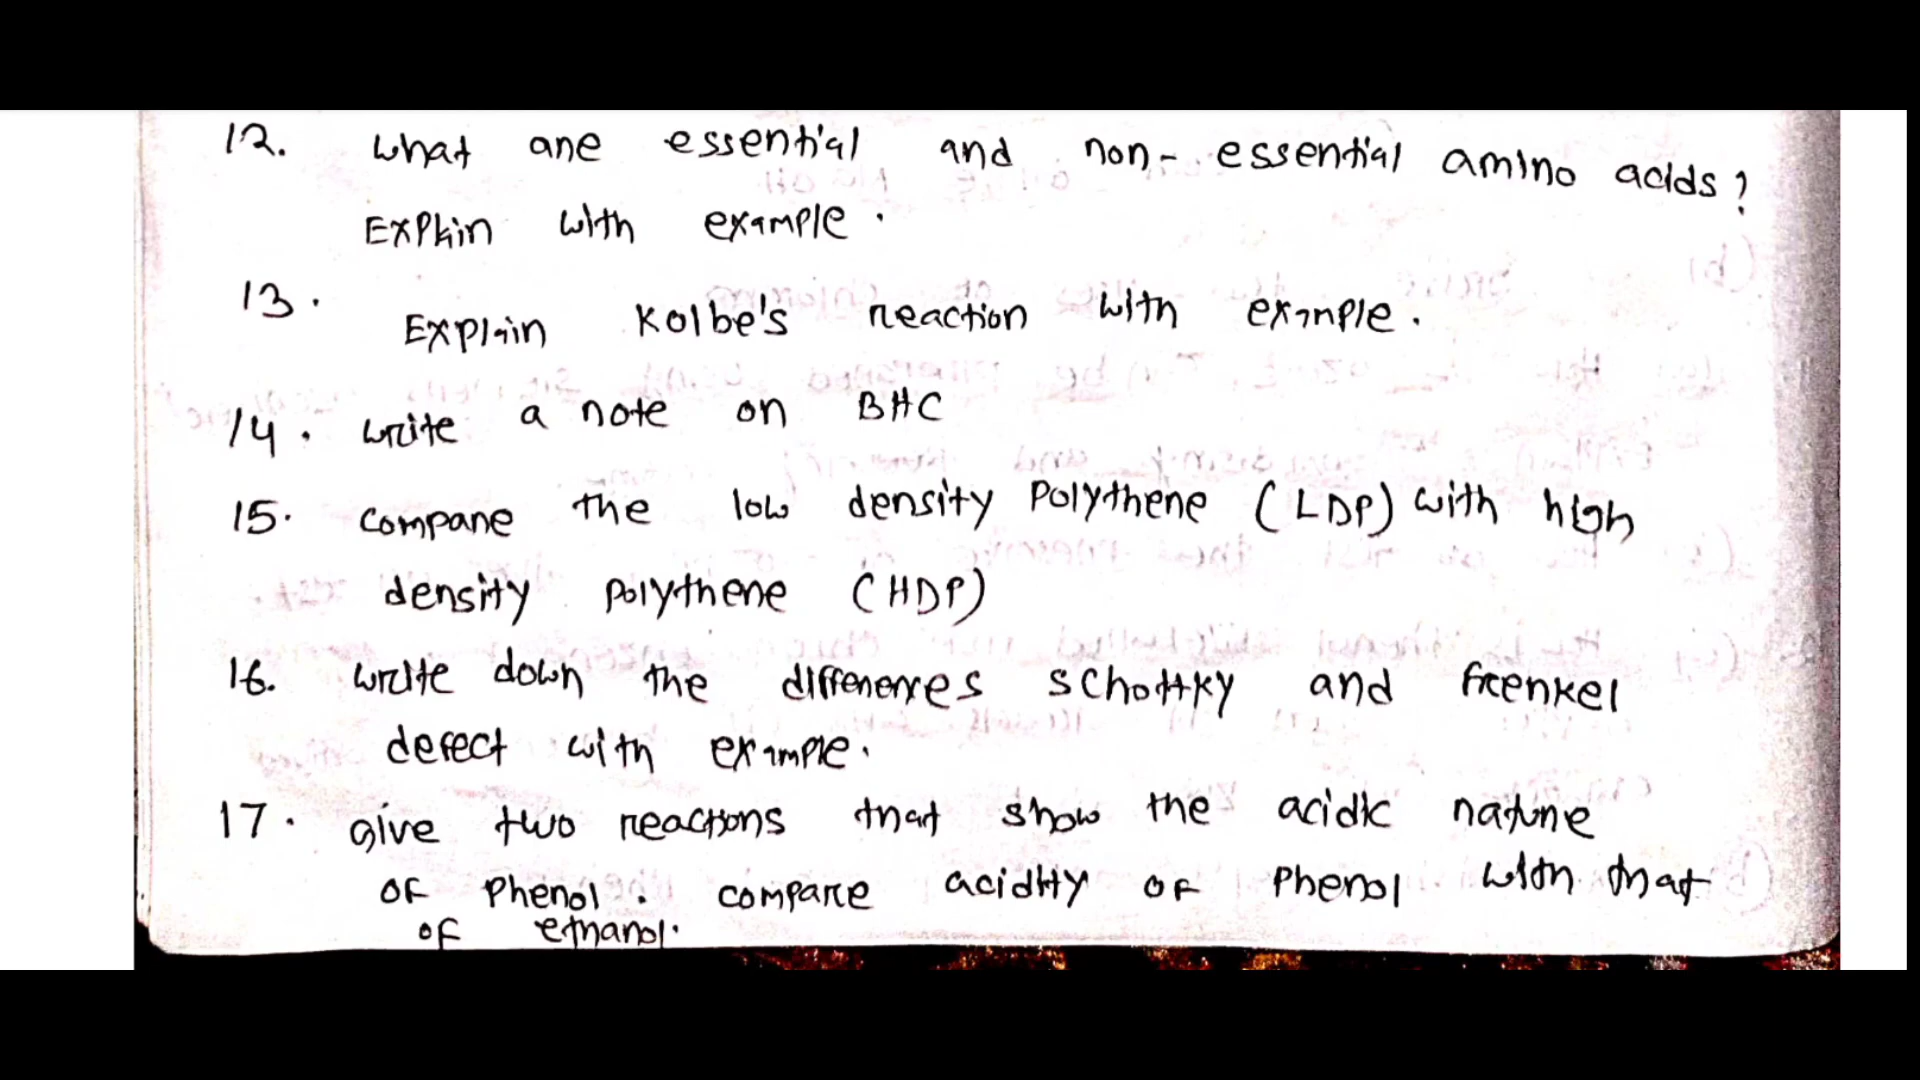 12. What are essential and non- essential amino acids?
Explain with example.
13. Explain Kolbe's reaction with example.
14. write a note on BHC
15. compare the low density polythene (LDP) with high
density polythene (HDP)
16. write down the differences schottky and frenkel
defect with example.
17. give two reactions that show the acidic nature
of phenol. compare acidity of phenol with that
of ethanol.